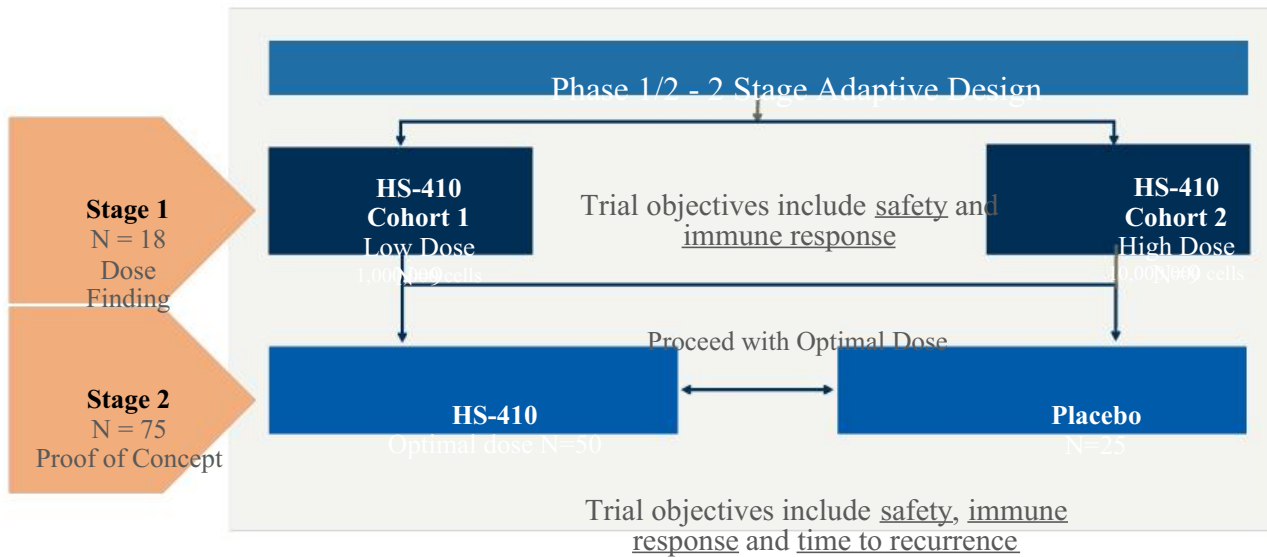 Phase 1/2 - 2 Stage Adaptive Design
Stage 1
N = 18
Dose
Finding
HS-410
Cohort 1
Low Dose
Trial objectives include safety and
immune response
HS-410
Cohort 2
High Dose
Proceed with Optimal Dose
Stage 2
N = 75
Proof of Concept
HS-410
Optimal dose N=50
Placebo
N=25
Trial objectives include safety, immune
response and time to recurrence